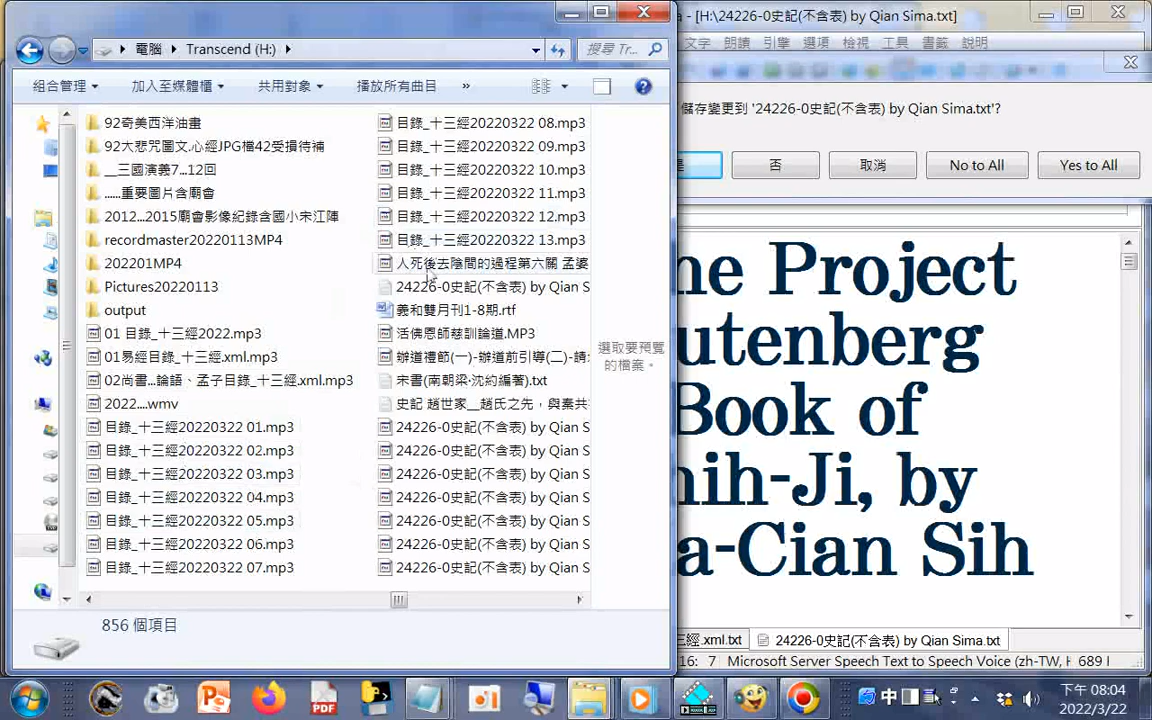 - [H:\24226-0史記(不含表) by Qian Sima.txt]
文字 朗讀 引擎 選項 檢視 工具 書籤 說明
儲存變更到 '24226-0史記(不含表) by Qian Sima.txt'?
否
取消
No to All
Yes to All
電腦 ▸ Transcend (H:) ▸
搜尋 Tr...
組合管理
加入至媒體櫃
共用對象
播放所有曲目
»
92奇美西洋油畫
92大悲咒圖文.心經JPG檔42受損待補
__三國演義7...12回
......重要圖片含廟會
2012...2015廟會影像紀錄含國小宋江陣
recordmaster20220113MP4
202201MP4
Pictures20220113
output
01 目錄_十三經2022.mp3
01易經目錄_十三經.xml.mp3
02尚書...論語、孟子目錄_十三經.xml.mp3
2022....wmv
目錄_十三經20220322 01.mp3
目錄_十三經20220322 02.mp3
目錄_十三經20220322 03.mp3
目錄_十三經20220322 04.mp3
目錄_十三經20220322 05.mp3
目錄_十三經20220322 06.mp3
目錄_十三經20220322 07.mp3
目錄_十三經20220322 08.mp3
目錄_十三經20220322 09.mp3
目錄_十三經20220322 10.mp3
目錄_十三經20220322 11.mp3
目錄_十三經20220322 12.mp3
目錄_十三經20220322 13.mp3
人死後去陰間的過程第六關 孟婆
24226-0史記(不含表) by Qian S
義和雙月刊1-8期.rtf
活佛恩師慈訓論道.MP3
辦道禮節(一)-辦道前引導(二)-請
宋書(南朝梁·沈約編著).txt
史記 趙世家__趙氏之先，與秦共
24226-0史記(不含表) by Qian S
24226-0史記(不含表) by Qian S
24226-0史記(不含表) by Qian S
24226-0史記(不含表) by Qian S
24226-0史記(不含表) by Qian S
24226-0史記(不含表) by Qian S
24226-0史記(不含表) by Qian S
選取要預覽
的檔案。
856 個項目
he Project
utenberg
Book of
hih-Ji, by
a-Cian Sih
三經.xml.txt
24226-0史記(不含表) by Qian Sima txt
16: 7
Microsoft Server Speech Text to Speech Voice (zh-TW, H
689 l
PDF
中
下午 08:04
2022/3/22